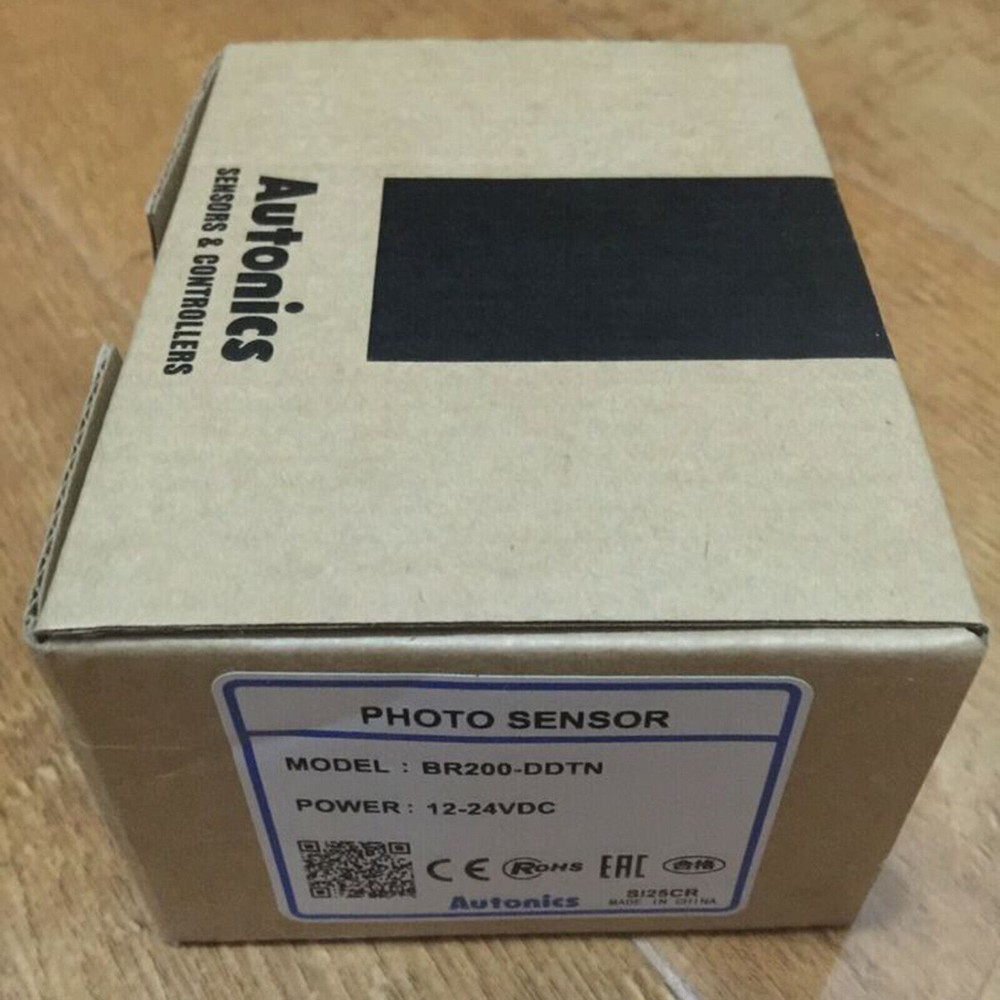 Autonics
SENSORS & CONTROLLERS
PHOTO SENSOR
MODEL : BR200-DDTN
POWER : 12-24VDC
CE RoHS EAC 合格
Autonics
SI25CR
MADE IN CHINA